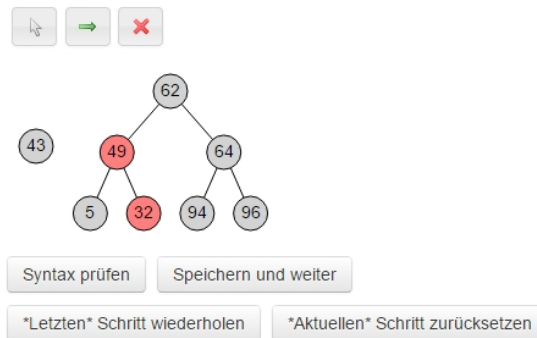 62
43 49 64
5 32 94 96
Syntax prüfen Speichern und weiter
*Letzten* Schritt wiederholen *Aktuellen* Schritt zurücksetzen